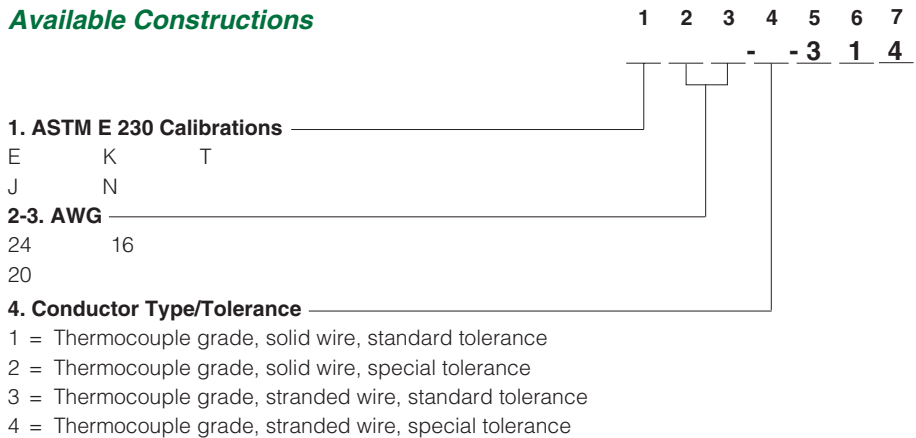 Available Constructions
1 2 3 4 5 6 7
- - 3 1 4
1. ASTM E 230 Calibrations
E K T
J N
2-3. AWG
24 16
20
4. Conductor Type/Tolerance
1 = Thermocouple grade, solid wire, standard tolerance
2 = Thermocouple grade, solid wire, special tolerance
3 = Thermocouple grade, stranded wire, standard tolerance
4 = Thermocouple grade, stranded wire, special tolerance